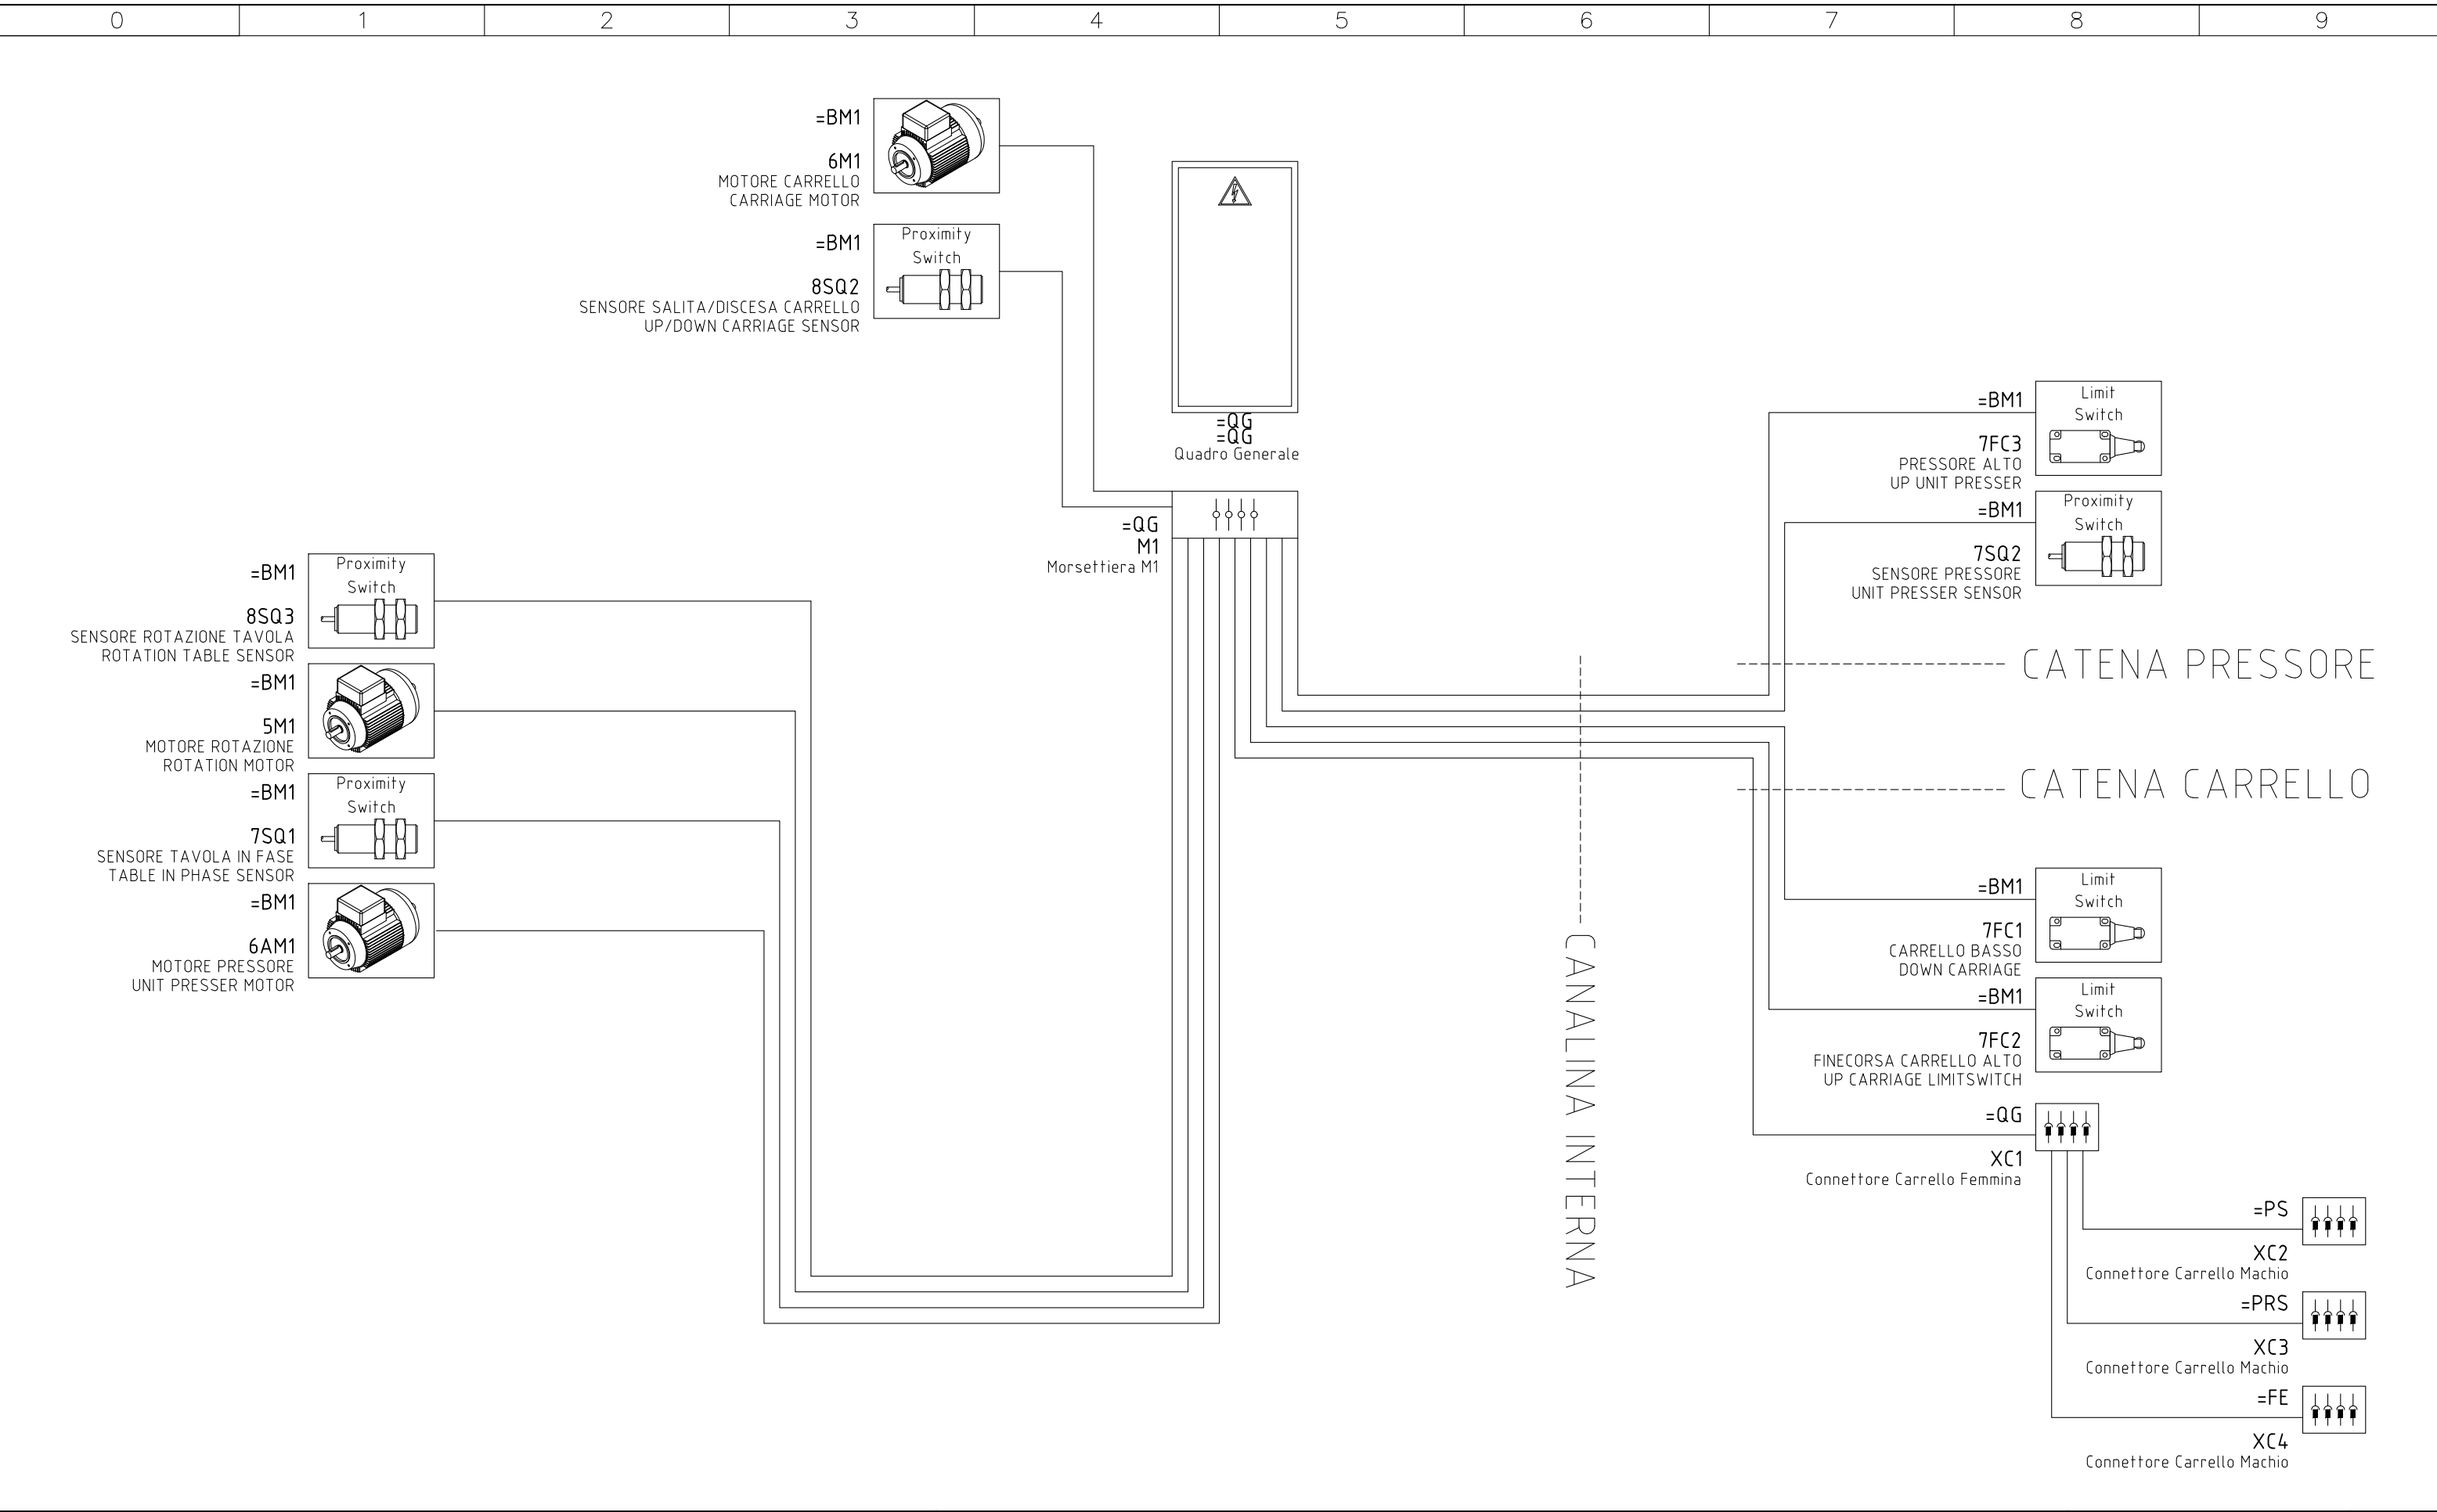 0 1 2 3 4 5 6 7 8 9
=BM1
6M1
MOTORE CARRELLO
CARRIAGE MOTOR
=BM1
Proximity
Switch
8SQ2
SENSORE SALITA/DISCESA CARRELLO
UP/DOWN CARRIAGE SENSOR
=QG
=QG
Quadro Generale
=QG
M1
Morsettiera M1
=BM1
Proximity
Switch
8SQ3
SENSORE ROTAZIONE TAVOLA
ROTATION TABLE SENSOR
=BM1
5M1
MOTORE ROTAZIONE
ROTATION MOTOR
=BM1
Proximity
Switch
7SQ1
SENSORE TAVOLA IN FASE
TABLE IN PHASE SENSOR
=BM1
6AM1
MOTORE PRESSORE
UNIT PRESSER MOTOR
=BM1
Limit
Switch
7FC3
PRESSORE ALTO
UP UNIT PRESSER
=BM1
Proximity
Switch
7SQ2
SENSORE PRESSORE
UNIT PRESSER SENSOR
CATENA PRESSORE
CATENA CARRELLO
CANALINA INTERNA
=BM1
Limit
Switch
7FC1
CARRELLO BASSO
DOWN CARRIAGE
=BM1
Limit
Switch
7FC2
FINECORSA CARRELLO ALTO
UP CARRIAGE LIMITSWITCH
=QG
XC1
Connettore Carrello Femmina
=PS
XC2
Connettore Carrello Machio
=PRS
XC3
Connettore Carrello Machio
=FE
XC4
Connettore Carrello Machio